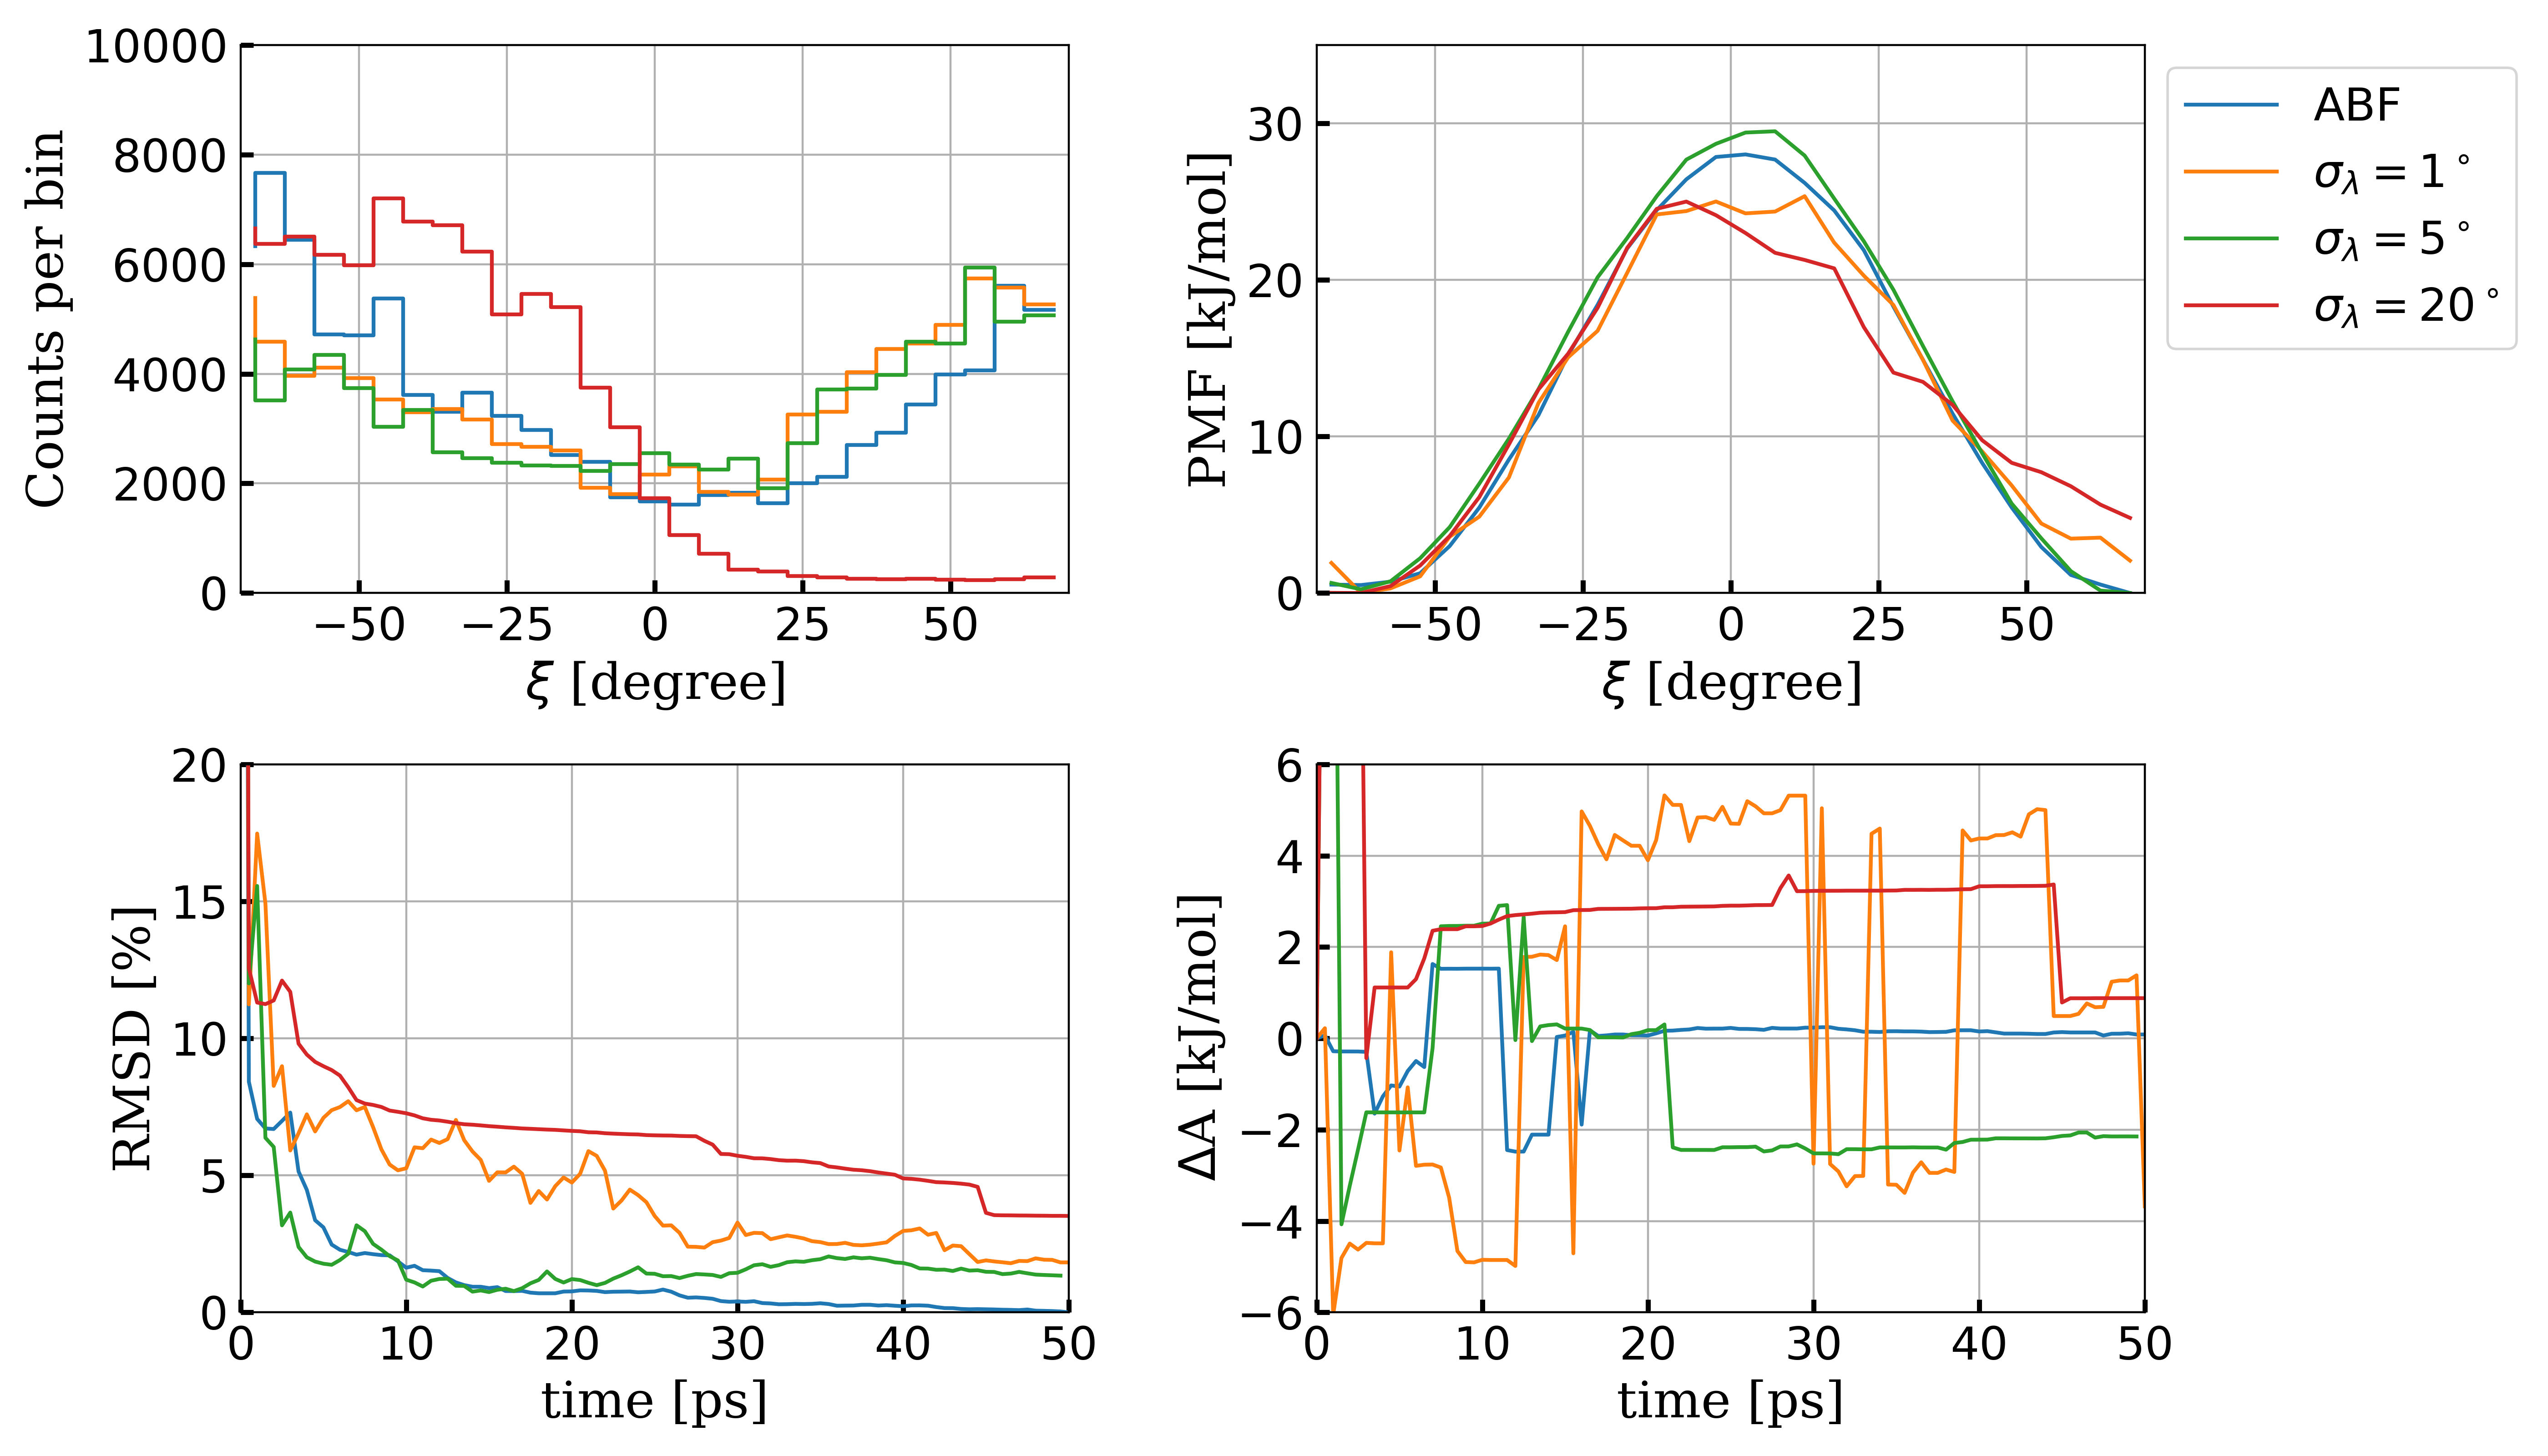 10000
8000
6000
4000
2000
0
Counts per bin
−50 −25 0 25 50
ξ [degree]
30
20
10
0
PMF [kJ/mol]
−50 −25 0 25 50
ξ [degree]
ABF
σλ = 1°
σλ = 5°
σλ = 20°
20
15
10
5
0
RMSD [%]
0 10 20 30 40 50
time [ps]
6
4
2
0
−2
−4
−6
ΔA [kJ/mol]
0 10 20 30 40 50
time [ps]